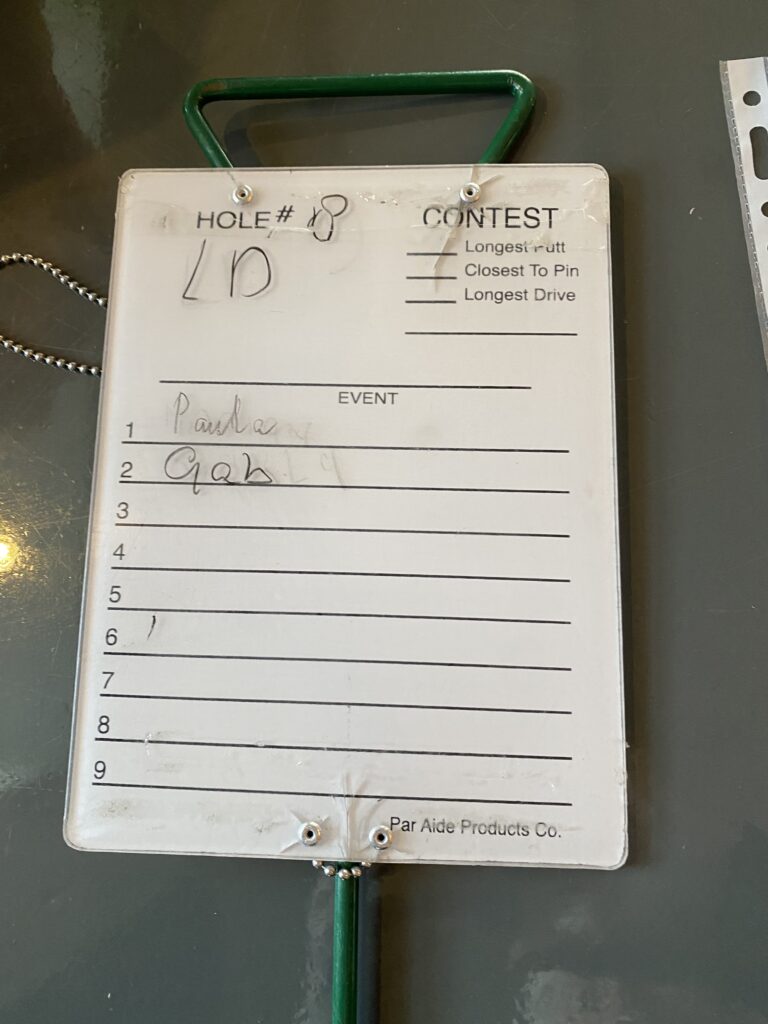 HOLE # 18
LD
CONTEST
Longest Putt
Closest To Pin
Longest Drive
EVENT
1 Paula
2 Gab
3
4
5
6
7
8
9
Par Aide Products Co.